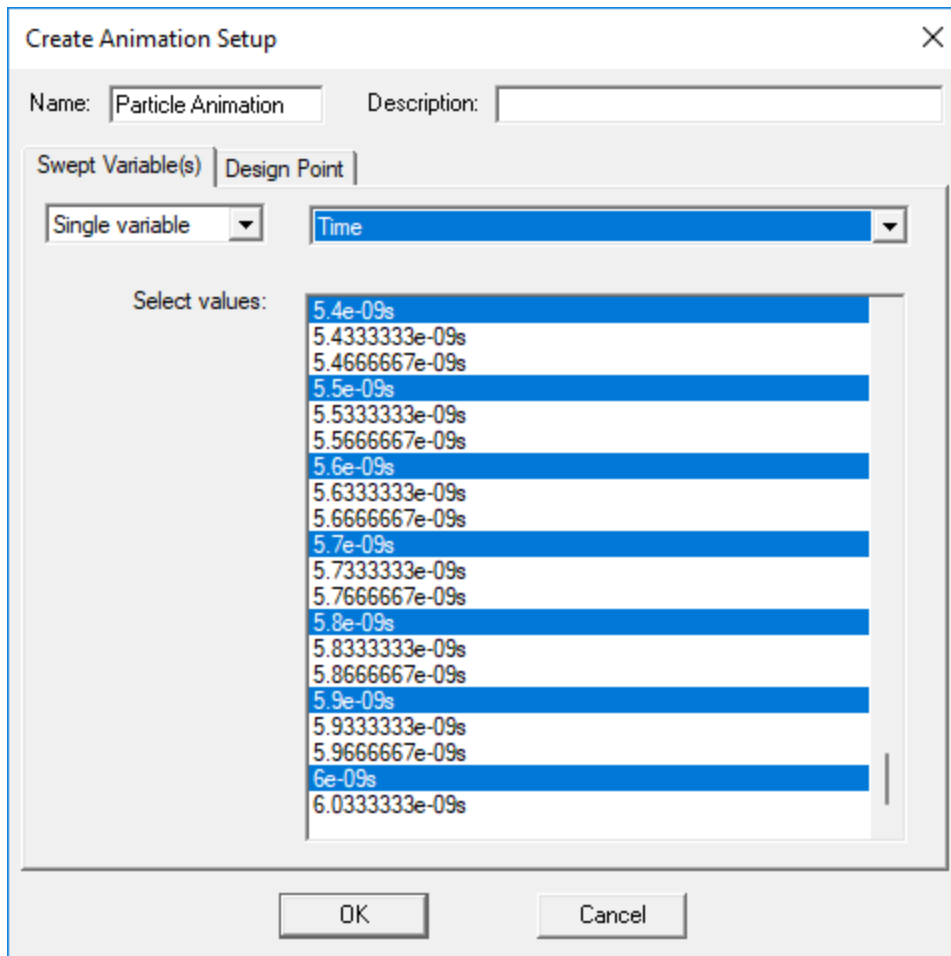 Create Animation Setup
Name: Particle Animation Description:
Swept Variable(s) Design Point
Single variable Time
Select values:
5.4e-09s
5.4333333e-09s
5.4666667e-09s
5.5e-09s
5.5333333e-09s
5.5666667e-09s
5.6e-09s
5.6333333e-09s
5.6666667e-09s
5.7e-09s
5.7333333e-09s
5.7666667e-09s
5.8e-09s
5.8333333e-09s
5.8666667e-09s
5.9e-09s
5.9333333e-09s
5.9666667e-09s
6e-09s
6.0333333e-09s
OK Cancel